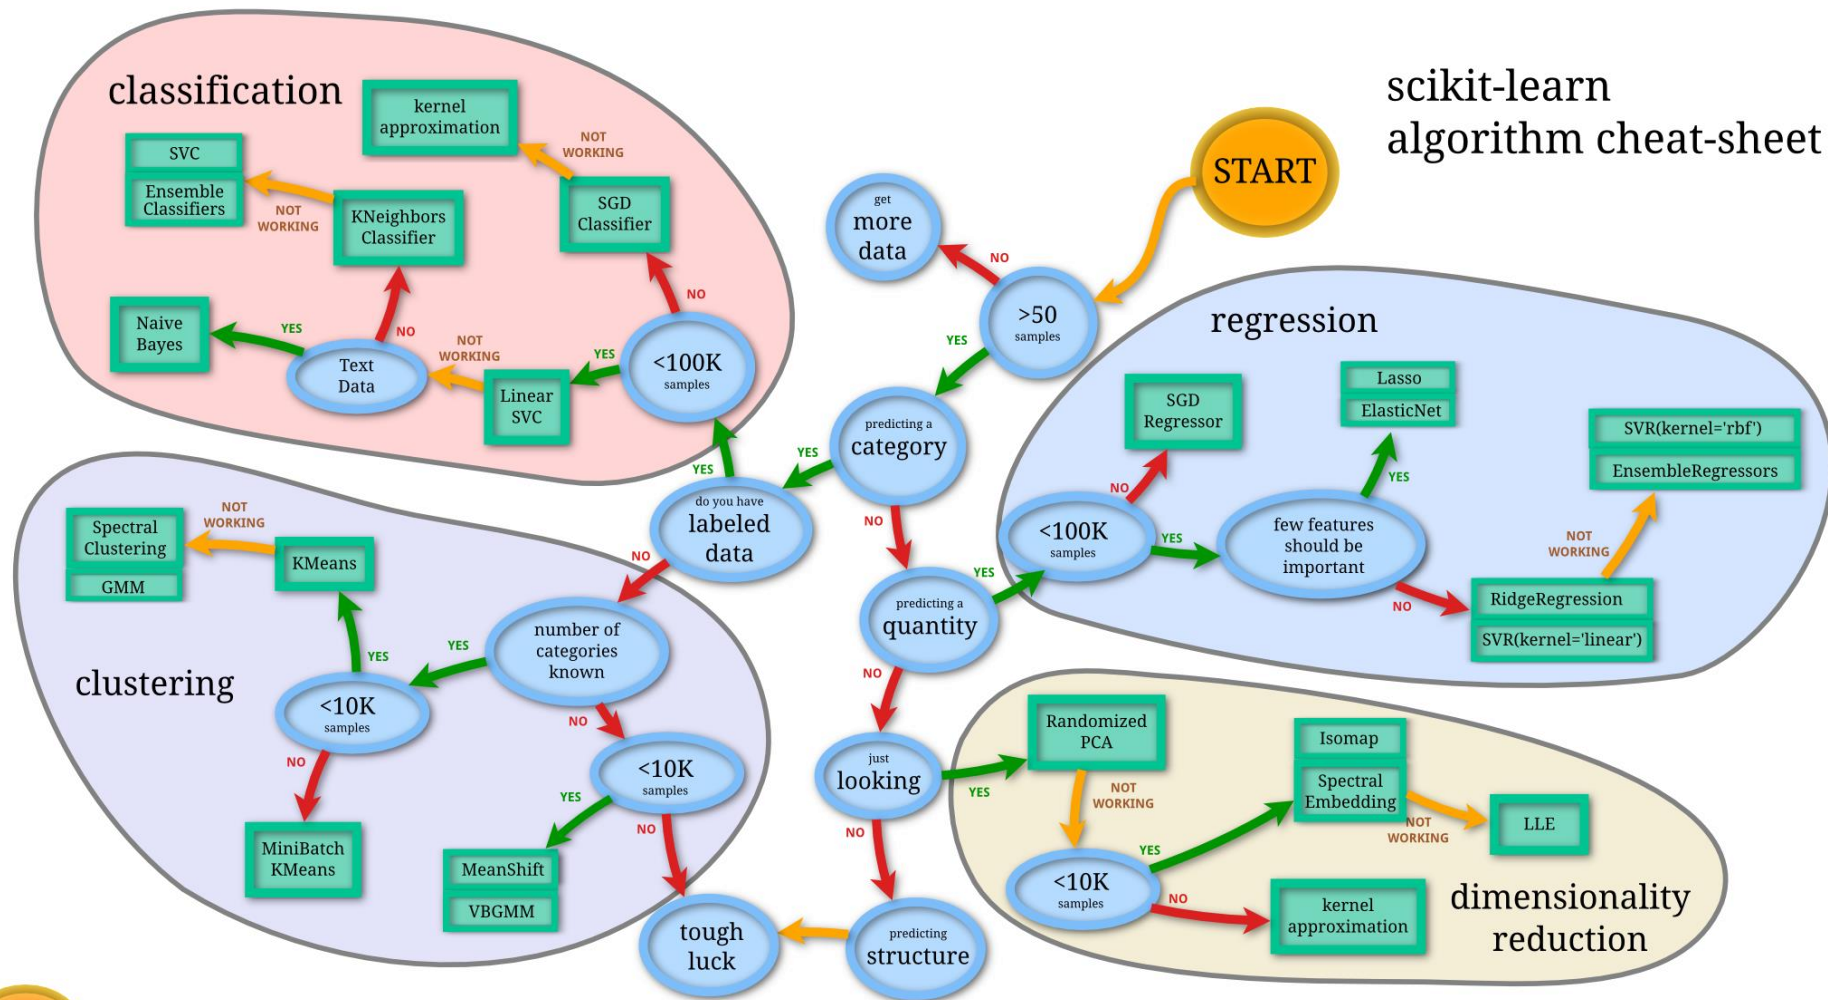 scikit-learn
algorithm cheat-sheet
START
classification
kernel
approximation
NOT
WORKING
SVC
Ensemble
Classifiers
NOT
WORKING
KNeighbors
Classifier
SGD
Classifier
NO
Naive
Bayes
YES
NO
Text
Data
NOT
WORKING
Linear
SVC
YES
<100K
samples
YES
get
more
data
NO
>50
samples
YES
predicting a
category
YES
NO
do you have
labeled
data
NO
predicting a
quantity
YES
NO
just
looking
YES
NO
predicting
structure
tough
luck
regression
SGD
Regressor
NO
<100K
samples
YES
few features
should be
important
YES
Lasso
ElasticNet
NO
RidgeRegression
SVR(kernel='linear')
NOT
WORKING
SVR(kernel='rbf')
EnsembleRegressors
clustering
Spectral
Clustering
GMM
NOT
WORKING
KMeans
YES
<10K
samples
NO
MiniBatch
KMeans
YES
number of
categories
known
NO
<10K
samples
YES
NO
MeanShift
VBGMM
dimensionality
reduction
Randomized
PCA
NOT
WORKING
<10K
samples
YES
NO
Isomap
Spectral
Embedding
NOT
WORKING
LLE
kernel
approximation